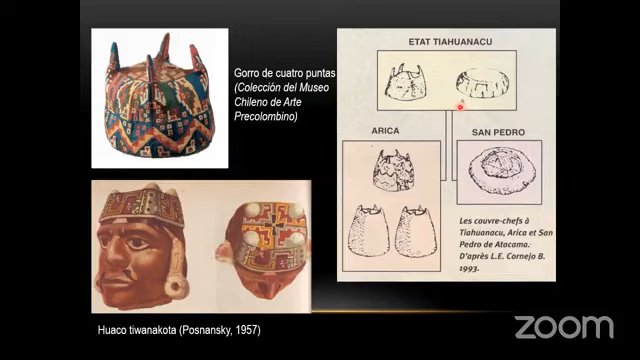 Gorro de cuatro puntas
(Colección del Museo
Chileno de Arte
Precolombino)
Huaco tiwanakota (Posnansky, 1957)
ETAT TIAHUANACU
ARICA
SAN PEDRO
Les couvre-chefs à
Tiahuanacu, Arica et San
Pedro de Atacama.
D'après L.E. Cornejo B.
1993.
zoom